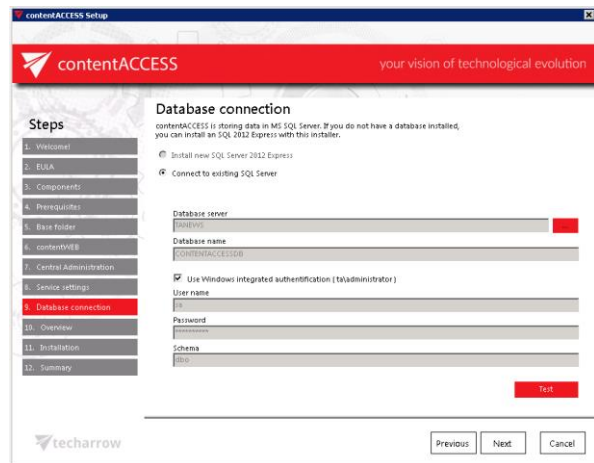 contentACCESS Setup
contentACCESS
your vision of technological evolution
Steps
1. Welcome!
2. EULA
3. Components
4. Prerequisites
5. Base folder
6. contentWEB
7. Central Administration
8. Service settings
9. Database connection
10. Overview
11. Installation
12. Summary
Database connection
contentACCESS is storing data in MS SQL Server. If you do not have a database installed,
you can install an SQL 2012 Express with this installer.
Install new SQL Server 2012 Express
Connect to existing SQL Server
Database server
TANEWS
...
Database name
CONTENTACCESSDB
Use Windows integrated authentification ( ta\administrator )
User name
sa
Password
**********
Schema
dbo
Test
techarrow
Previous
Next
Cancel